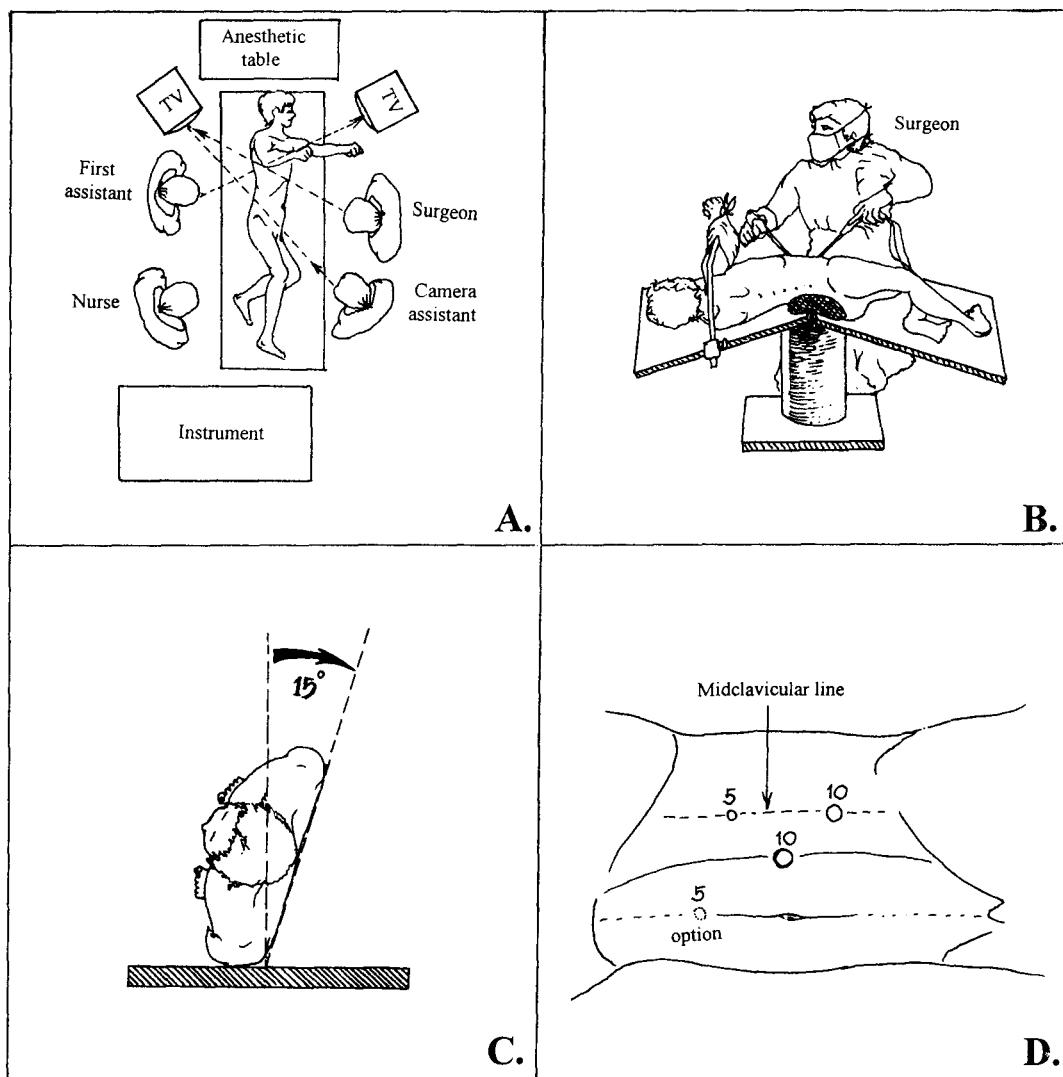 Anesthetic
table
TV
TV
First
assistant
Surgeon
Nurse
Camera
assistant
Instrument
A.
Surgeon
B.
15°
C.
Midclavicular line
5
10
10
5
option
D.